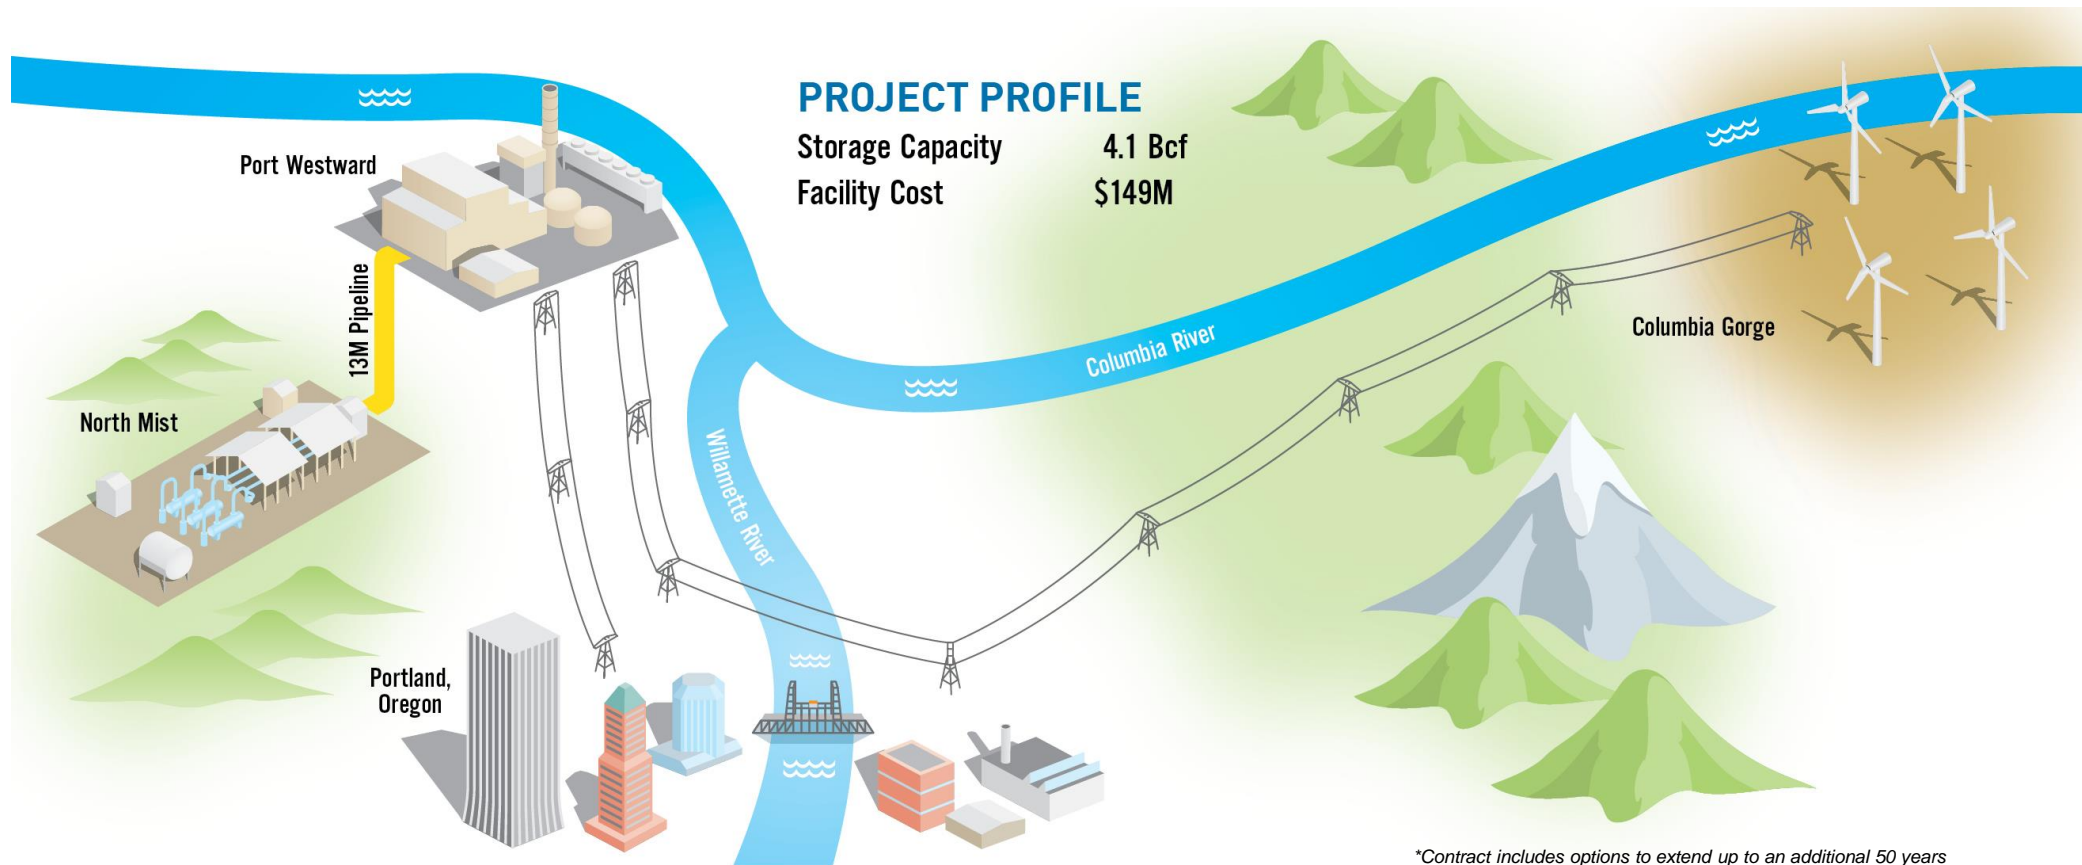 PROJECT PROFILE
Storage Capacity 4.1 Bcf
Facility Cost $149M
Port Westward
13M Pipeline
North Mist
Columbia River
Columbia Gorge
Willamette River
Portland,
Oregon
*Contract includes options to extend up to an additional 50 years